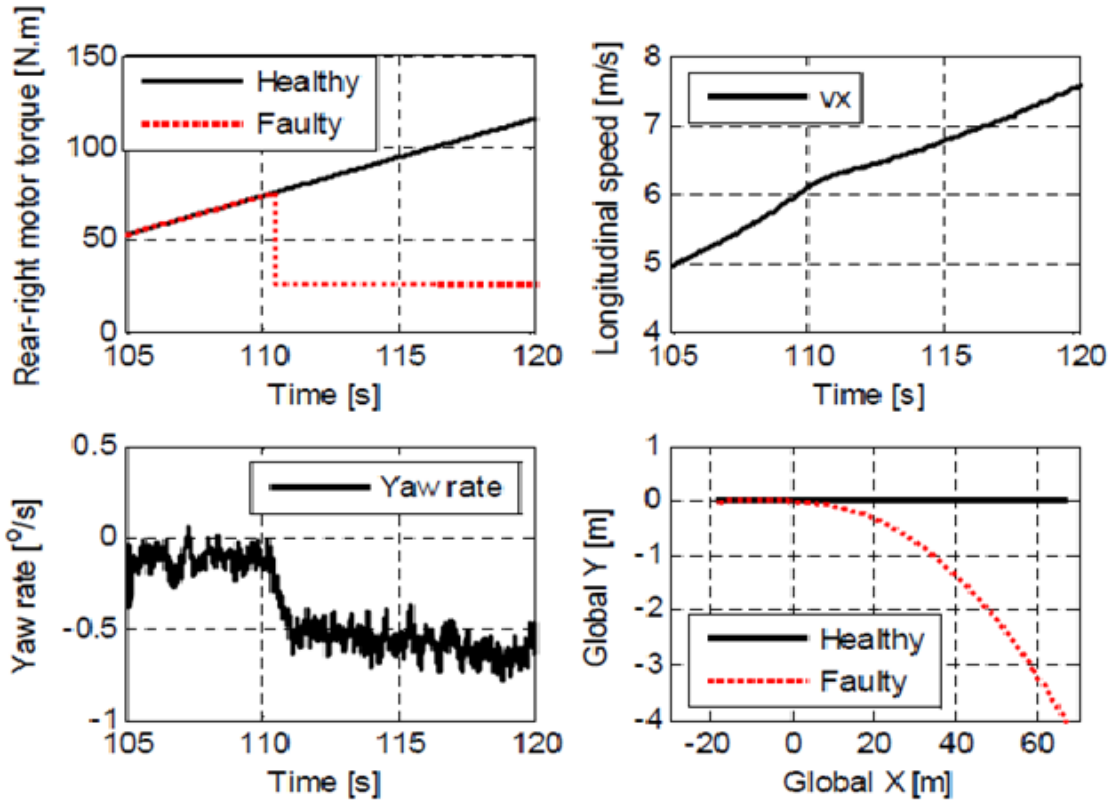 Rear-right motor torque [N.m]
150
100
50
0
Healthy
Faulty
105
110
115
120
Time [s]
Longitudinal speed [m/s]
8
7
6
5
4
vx
105
110
115
120
Time [s]
Yaw rate [º/s]
0.5
0
-0.5
-1
Yaw rate
105
110
115
120
Time [s]
Global Y [m]
1
0
-1
-2
-3
-4
Healthy
Faulty
-20
0
20
40
60
Global X [m]